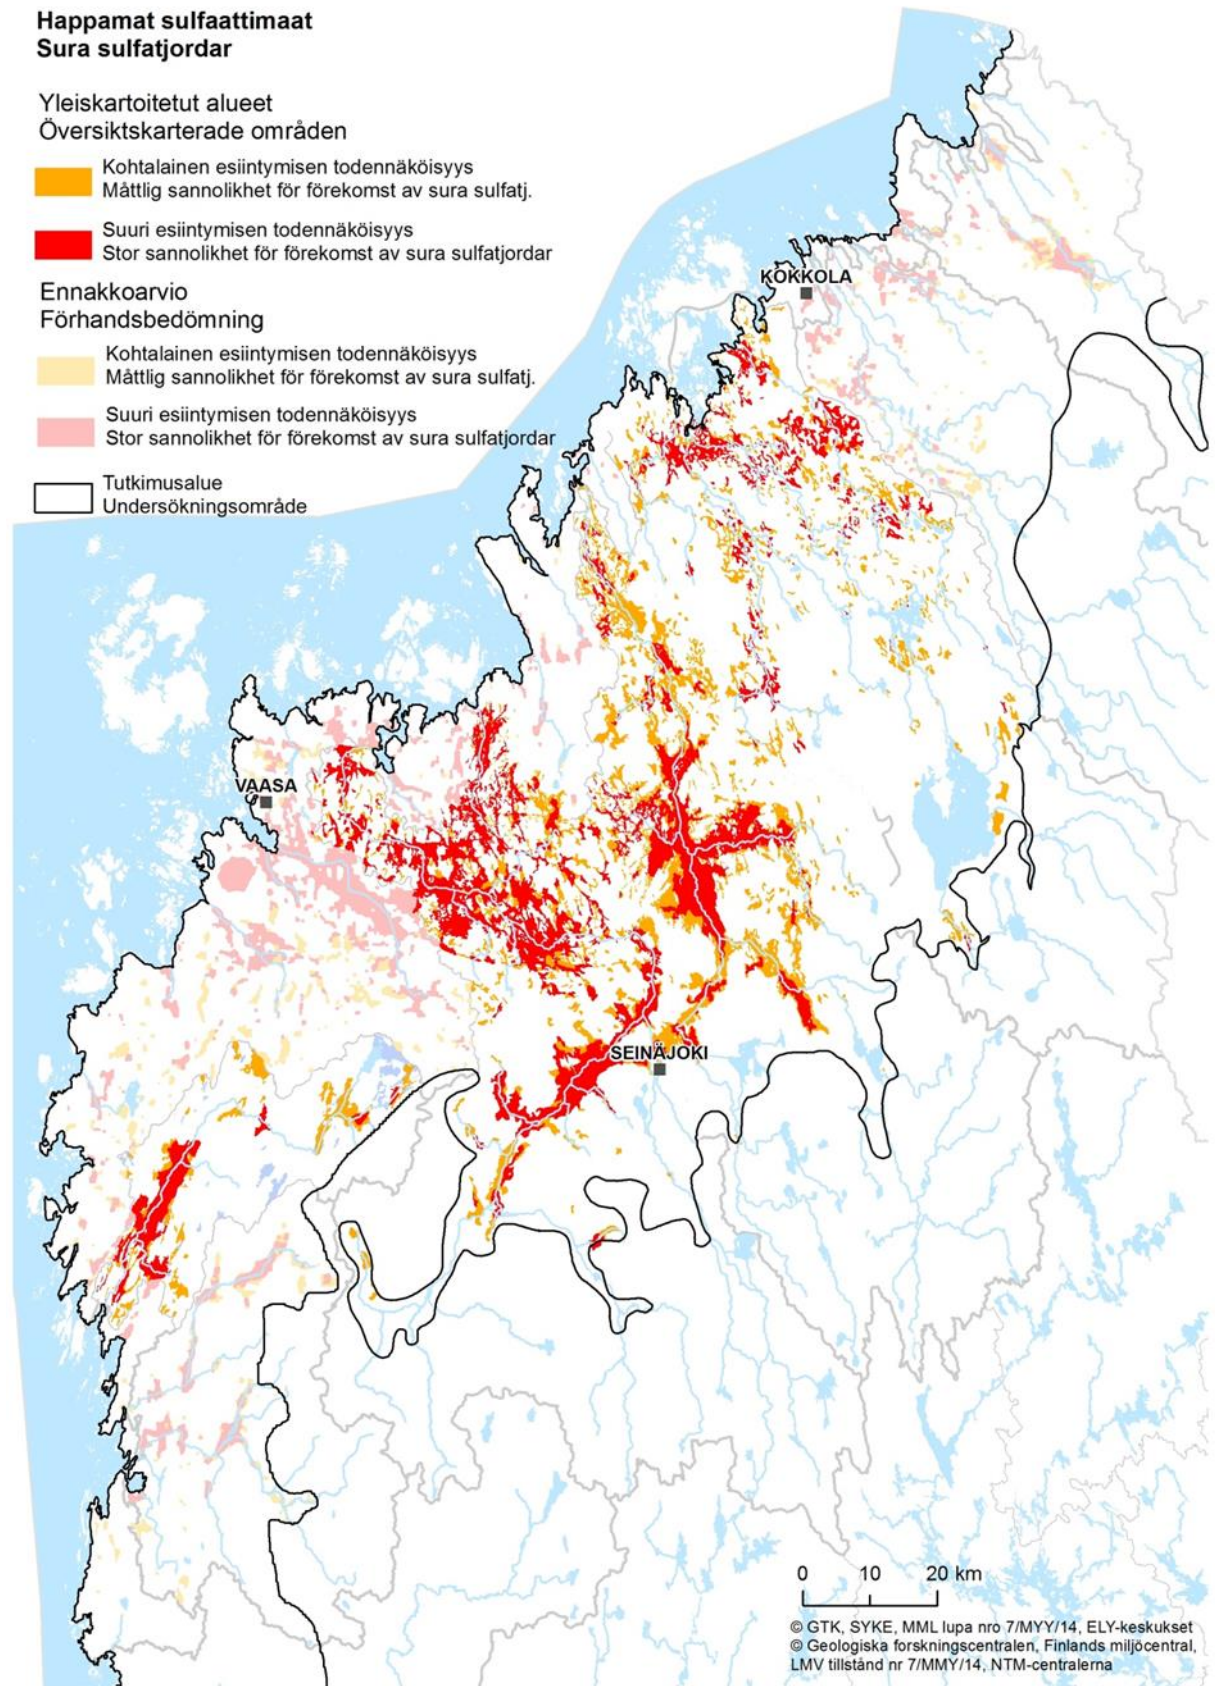 Happamat sulfaattimaat
Sura sulfatjordar
Yleiskartoitetut alueet
Översiktskarterade områden
Kohtalainen esiintymisen todennäköisyys
Måttlig sannolikhet för förekomst av sura sulfatj.
Suuri esiintymisen todennäköisyys
Stor sannolikhet för förekomst av sura sulfatjordar
Ennakkoarvio
Förhandsbedömning
Kohtalainen esiintymisen todennäköisyys
Måttlig sannolikhet för förekomst av sura sulfatj.
Suuri esiintymisen todennäköisyys
Stor sannolikhet för förekomst av sura sulfatjordar
Tutkimusalue
Undersökningsområde
KOKKOLA
VAASA
SEINÄJOKI
0 10 20 km
© GTK, SYKE, MML lupa nro 7/MYY/14, ELY-keskukset
© Geologiska forskningscentralen, Finlands miljöcentral,
LMV tillstånd nr 7/MMY/14, NTM-centralerna